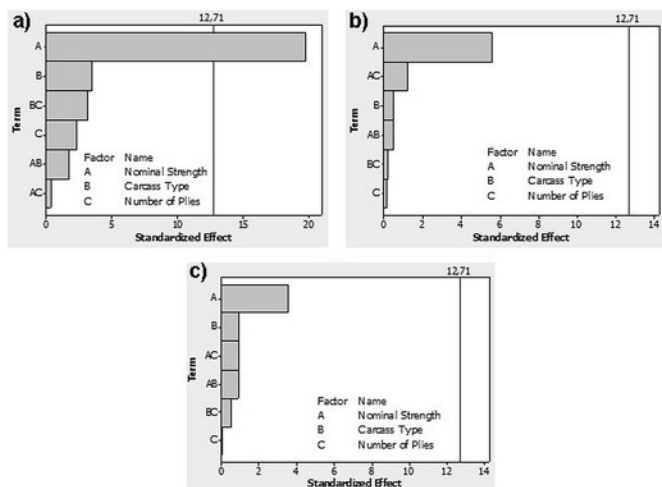 a)
12,71
A
B
BC
C
AB
AC
Term
Factor Name
A Nominal Strength
B Carcass Type
C Number of Plies
0 5 10 15 20
Standardized Effect
b)
12,71
A
AC
B
AB
BC
C
Term
Factor Name
A Nominal Strength
B Carcass Type
C Number of Plies
0 2 4 6 8 10 12 14
Standardized Effect
c)
12,71
A
B
AC
AB
BC
C
Term
Factor Name
A Nominal Strength
B Carcass Type
C Number of Plies
0 2 4 6 8 10 12 14
Standardized Effect